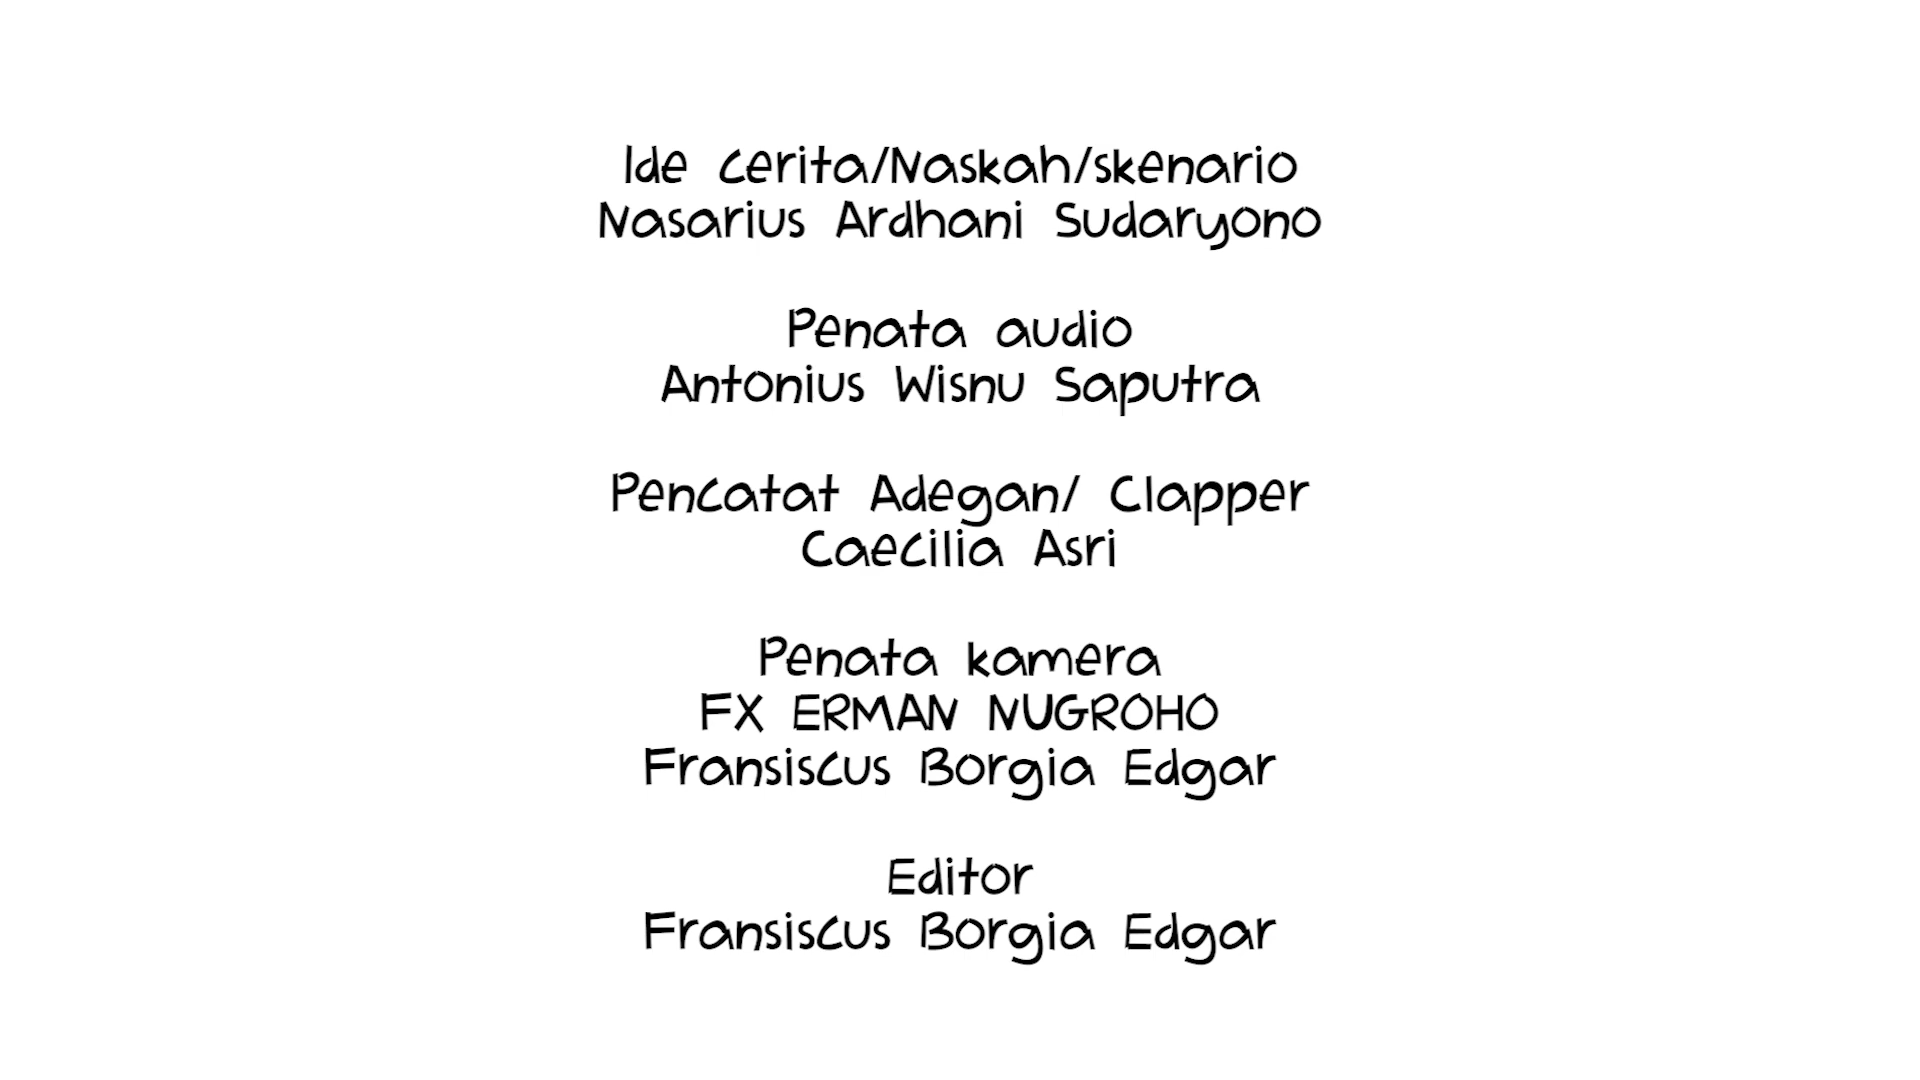 Ide cerita/Naskah/skenario
Nasarius Ardhani Sudaryono
Penata audio
Antonius Wisnu Saputra
Pencatat Adegan/ Clapper
Caecilia Asri
Penata kamera
FX ERMAN NUGROHO
Fransiscus Borgia Edgar
Editor
Fransiscus Borgia Edgar